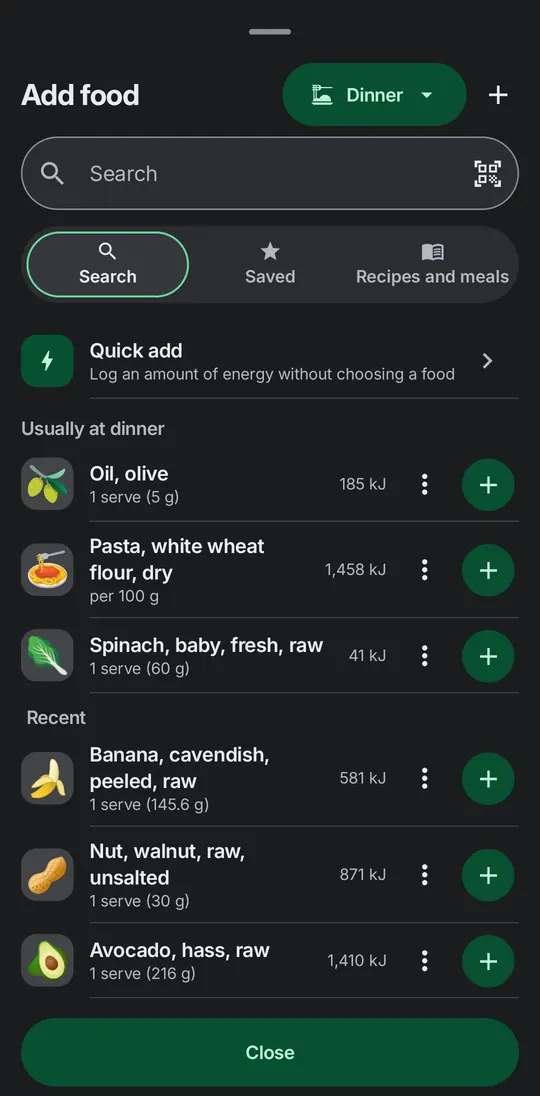 Add food
Dinner
Search
Search
Saved
Recipes and meals
Quick add
Log an amount of energy without choosing a food
Usually at dinner
Oil, olive
1 serve (5 g)
185 kJ
Pasta, white wheat
flour, dry
per 100 g
1,458 kJ
Spinach, baby, fresh, raw
1 serve (60 g)
41 kJ
Recent
Banana, cavendish,
peeled, raw
1 serve (145.6 g)
581 kJ
Nut, walnut, raw,
unsalted
1 serve (30 g)
871 kJ
Avocado, hass, raw
1 serve (216 g)
1,410 kJ
Close